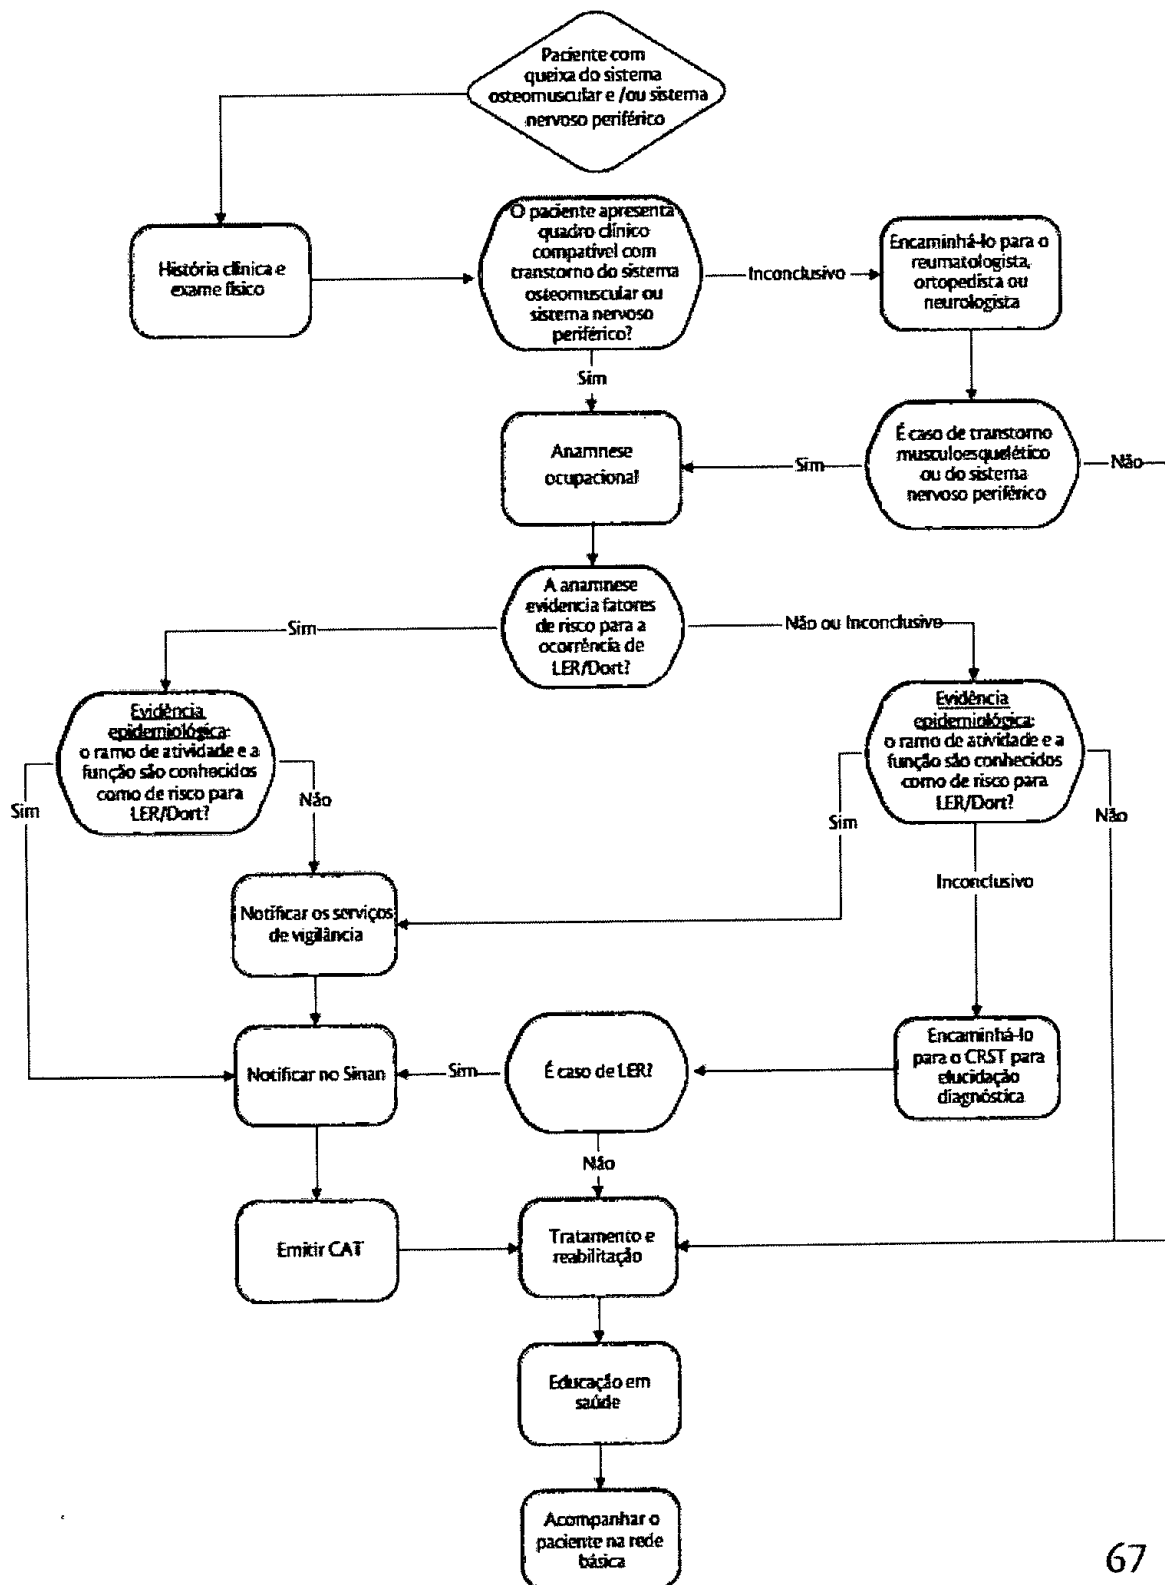 Paciente com
queixa do sistema
osteomuscular e /ou sistema
nervoso periférico
História clínica e
exame físico
O paciente apresenta
quadro clínico
compatível com
transtorno do sistema
osteomuscular ou
sistema nervoso
periférico?
Inconclusivo
Encaminhá-lo para o
reumatologista,
ortopedista ou
neurologista
Sim
Anamnese
ocupacional
Sim
É caso de transtorno
musculoesquelético
ou do sistema
nervoso periférico
Não
A anamnese
evidencia fatores
de risco para a
ocorrência de
LER/Dort?
Sim
Não ou Inconclusivo
Evidência
epidemiológica:
o ramo de atividade e a
função são conhecidos
como de risco para
LER/Dort?
Sim
Não
Evidência
epidemiológica:
o ramo de atividade e a
função são conhecidos
como de risco para
LER/Dort?
Sim
Não
Inconclusivo
Notificar os serviços
de vigilância
Encaminhá-lo
para o CRST para
elucidação
diagnóstica
É caso de LER?
Sim
Notificar no Sinan
Não
Emitir CAT
Tratamento e
reabilitação
Educação em
saúde
Acompanhar o
paciente na rede
básica
67